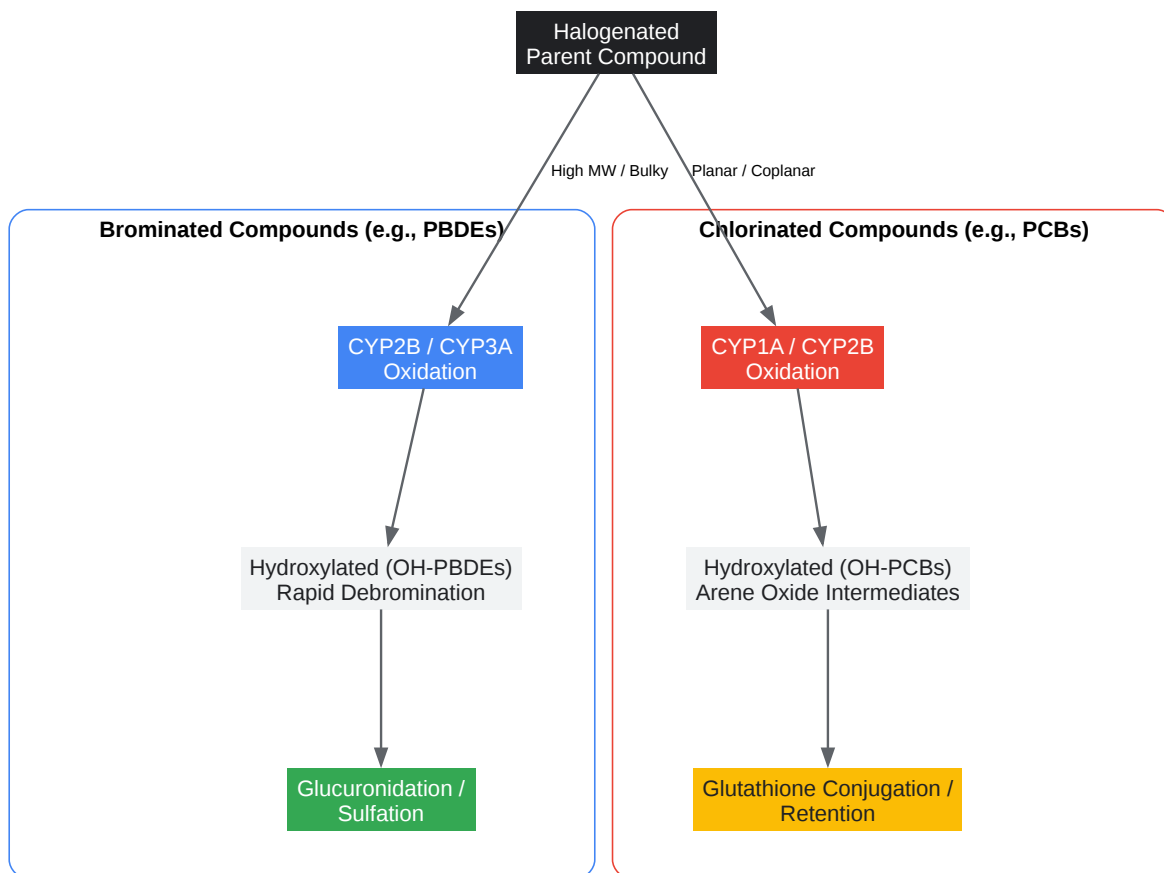 Halogenated
Parent Compound
High MW / Bulky
Planar / Coplanar
Brominated Compounds (e.g., PBDEs)
Chlorinated Compounds (e.g., PCBs)
CYP2B / CYP3A
Oxidation
CYP1A / CYP2B
Oxidation
Hydroxylated (OH-PBDEs)
Rapid Debromination
Hydroxylated (OH-PCBs)
Arene Oxide Intermediates
Glucuronidation /
Sulfation
Glutathione Conjugation /
Retention